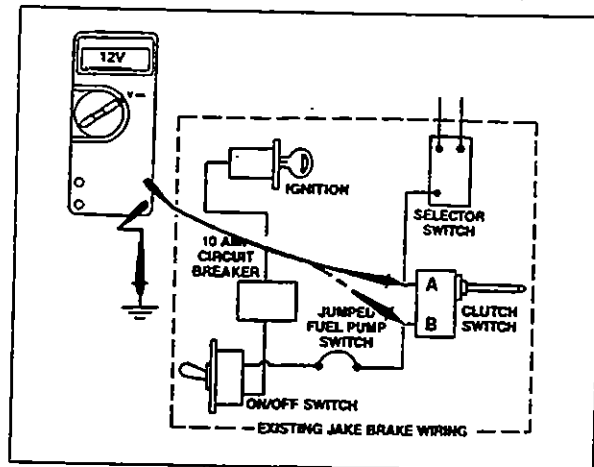 12V
V
IGNITION
SELECTOR
SWITCH
10 AMP
CIRCUIT
BREAKER
A
B
CLUTCH
SWITCH
JUMPED
FUEL PUMP
SWITCH
ON/OFF SWITCH
EXISTING JAKE BRAKE WIRING